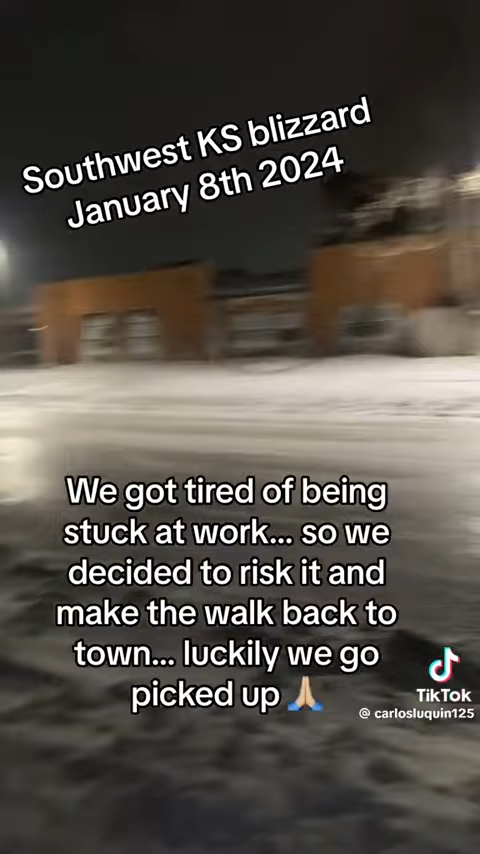 Southwest KS blizzard
January 8th 2024
We got tired of being
stuck at work... so we
decided to risk it and
make the walk back to
town... luckily we go
picked up 🙏🏼
TikTok
@ carlosluquin125